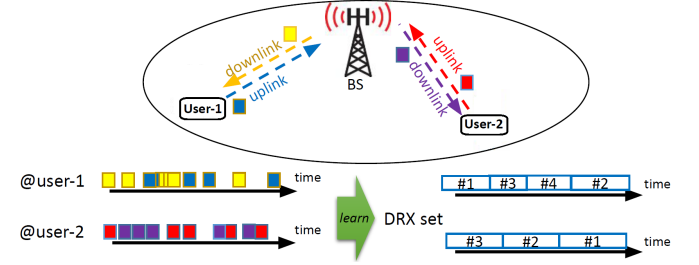 downlink
uplink
User-1
BS
uplink
downlink
User-2
@user-1
time
@user-2
time
learn
DRX set
#1 #3 #4 #2
time
#3 #2 #1
time